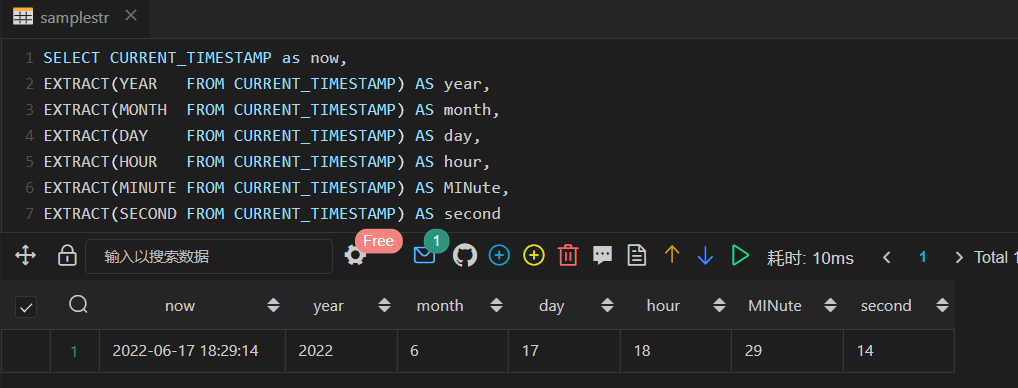 samplestr
1 SELECT CURRENT_TIMESTAMP as now,
2 EXTRACT(YEAR   FROM CURRENT_TIMESTAMP) AS year,
3 EXTRACT(MONTH  FROM CURRENT_TIMESTAMP) AS month,
4 EXTRACT(DAY    FROM CURRENT_TIMESTAMP) AS day,
5 EXTRACT(HOUR   FROM CURRENT_TIMESTAMP) AS hour,
6 EXTRACT(MINUTE FROM CURRENT_TIMESTAMP) AS MINute,
7 EXTRACT(SECOND FROM CURRENT_TIMESTAMP) AS second
输入以搜索数据 Free 1 耗时: 10ms 1 Total 1
now year month day hour MINute second
1 2022-06-17 18:29:14 2022 6 17 18 29 14